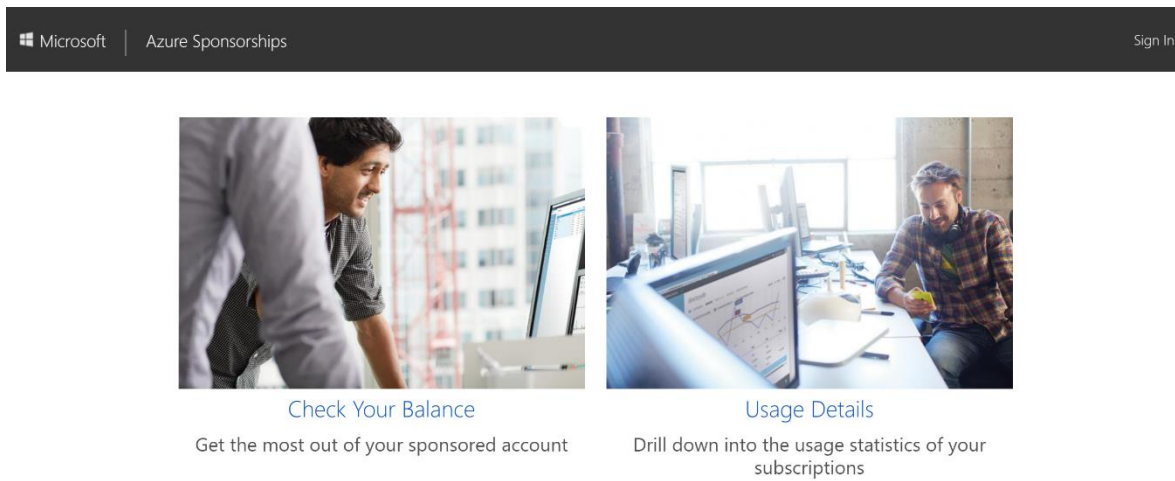 Microsoft
Azure Sponsorships
Sign In
Check Your Balance
Get the most out of your sponsored account
Usage Details
Drill down into the usage statistics of your
subscriptions